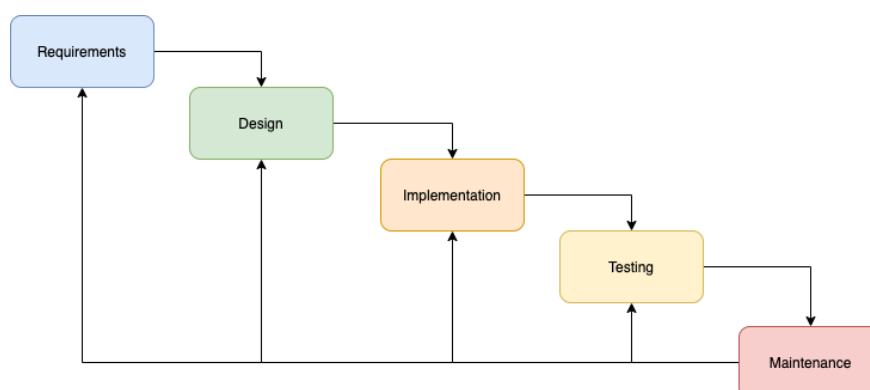 Requirements
Design
Implementation
Testing
Maintenance